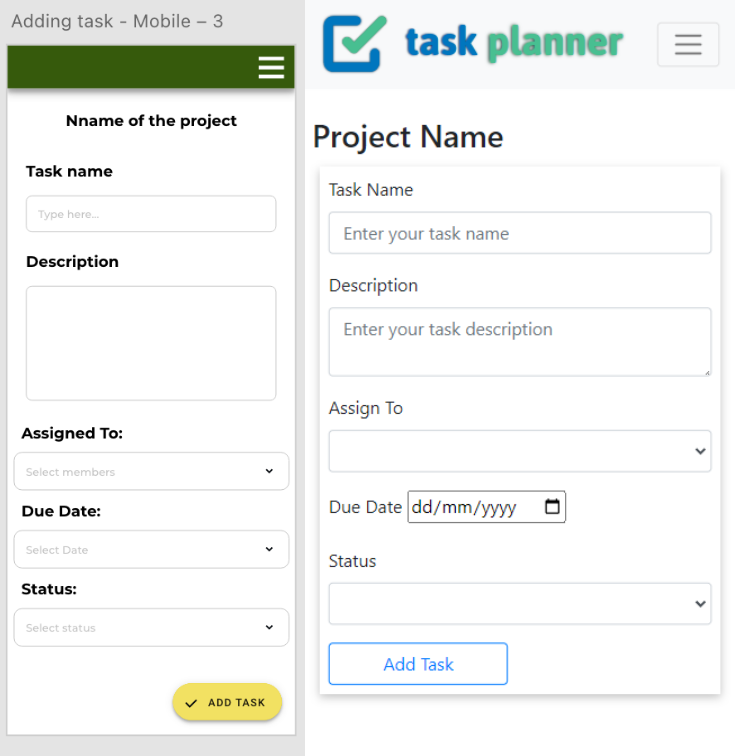 Adding task - Mobile – 3
Nname of the project
Task name
Type here...
Description
Assigned To:
Select members
Due Date:
Select Date
Status:
Select status
ADD TASK
task planner
Project Name
Task Name
Enter your task name
Description
Enter your task description
Assign To
Due Date dd/mm/yyyy
Status
Add Task